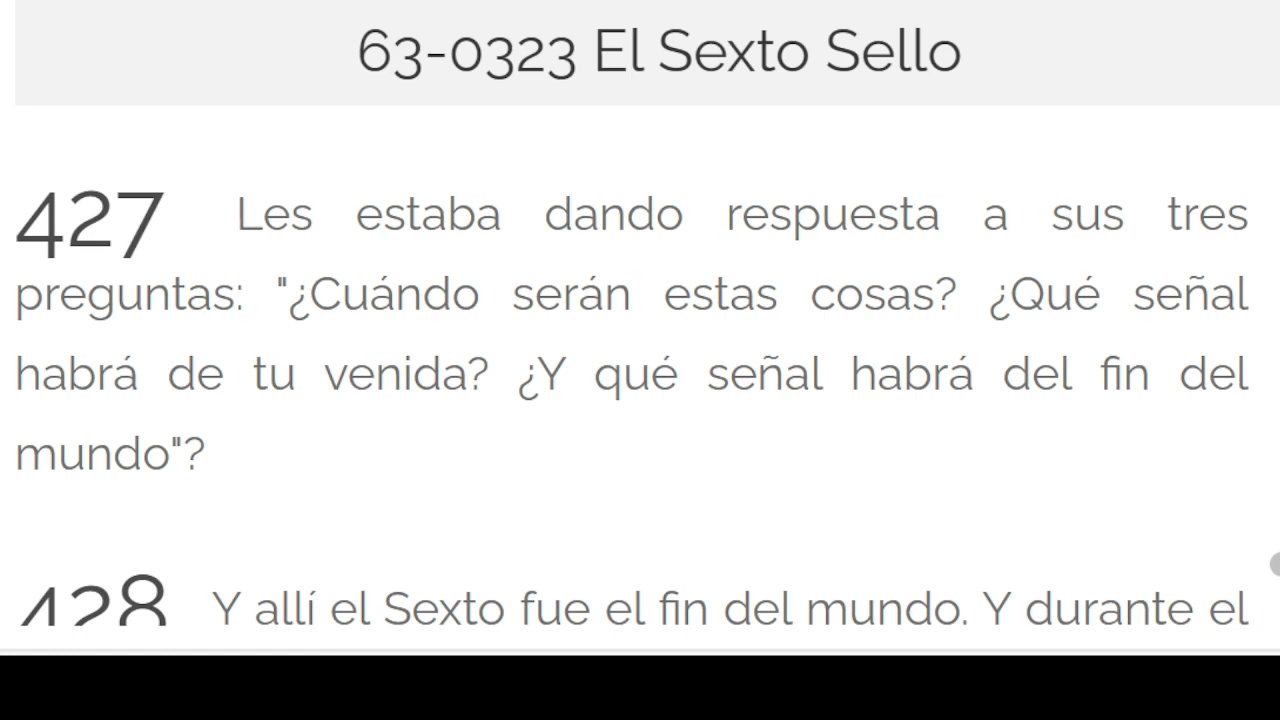 63-0323 El Sexto Sello
427 Les estaba dando respuesta a sus tres
preguntas: "¿Cuándo serán estas cosas? ¿Qué señal
habrá de tu venida? ¿Y qué señal habrá del fin del
mundo"?
428 Y allí el Sexto fue el fin del mundo. Y durante el